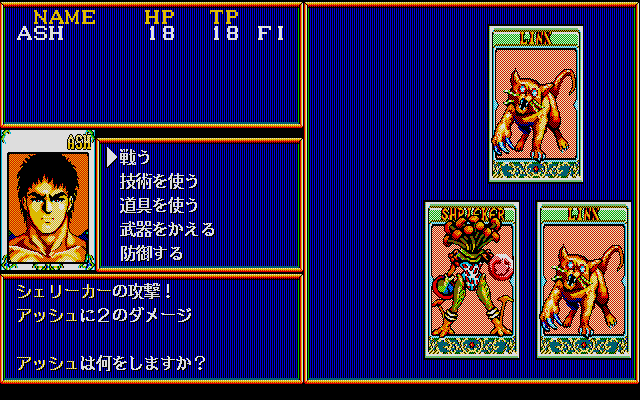 NAME HP TP
ASH 18 18 FI
ASH
戦う
技術を使う
道具を使う
武器をかえる
防御する
シェリーカーの攻撃!
アッシュに2のダメージ
アッシュは何をしますか?
LINX
SHRIEKER
LINX